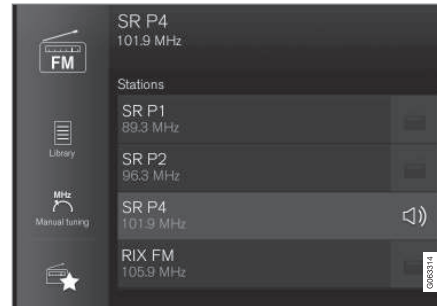 SR P4
101.9 MHz
FM
Stations
SR P1
89.3 MHz
Library
SR P2
96.3 MHz
MHz
Manual tuning
SR P4
101.9 MHz
RIX FM
105.9 MHz
G063314